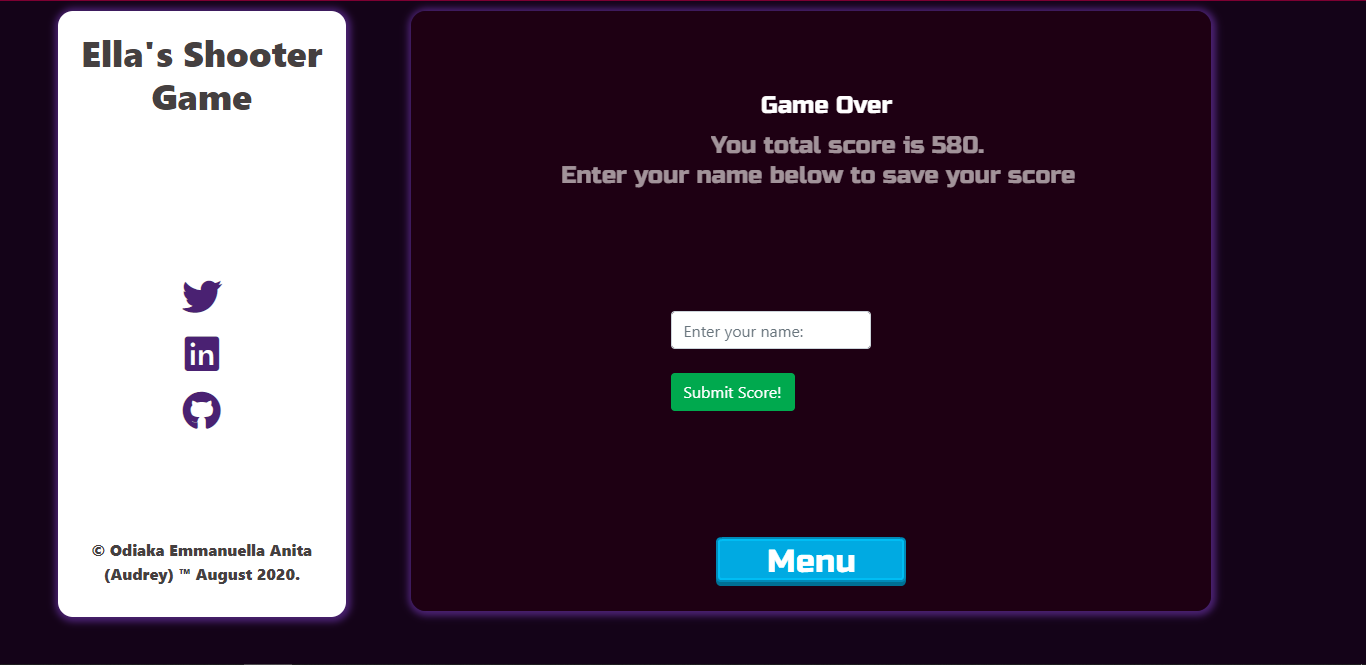 Ella's Shooter
Game
© Odiaka Emmanuella Anita
(Audrey) ™ August 2020.
Game Over
You total score is 580.
Enter your name below to save your score
Enter your name:
Submit Score!
Menu